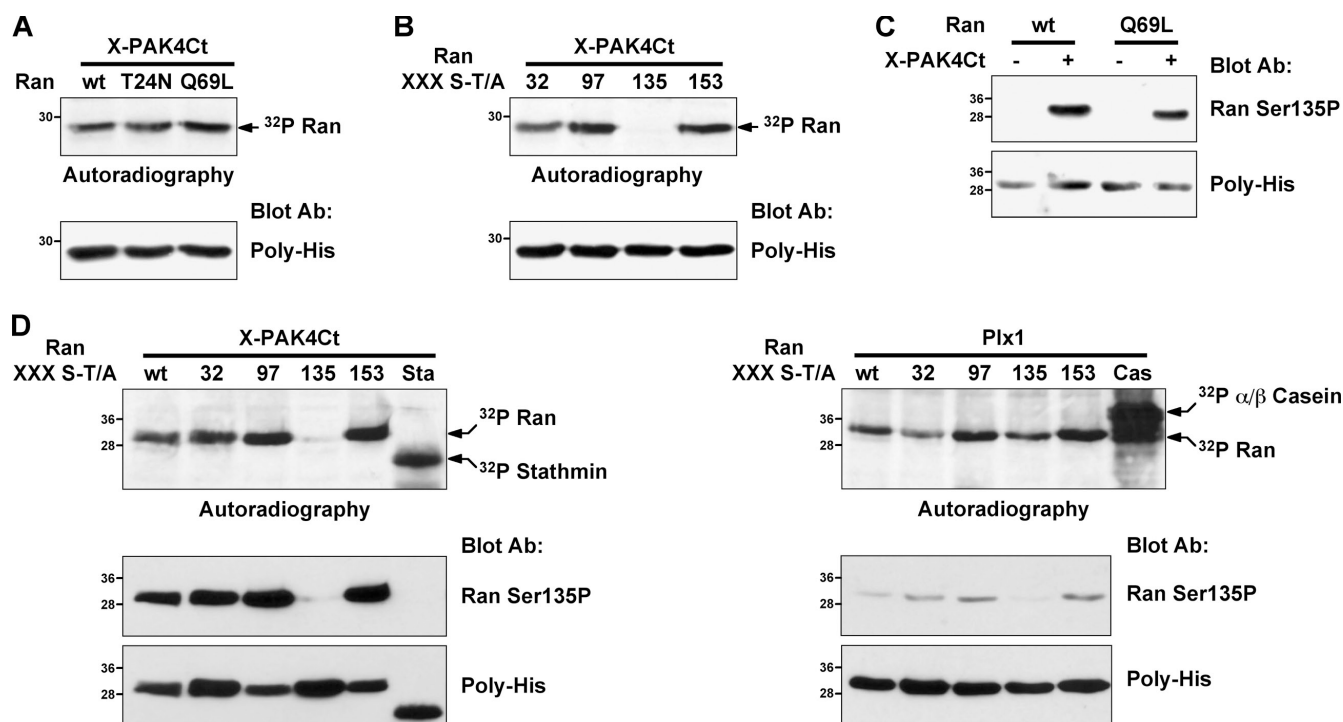 A
X-PAK4Ct
Ran wt T24N Q69L
30
32P Ran
Autoradiography
Blot Ab:
30
Poly-His
B
Ran X-PAK4Ct
XXX S-T/A 32 97 135 153
30
32P Ran
Autoradiography
Blot Ab:
30
Poly-His
C
Ran wt Q69L
X-PAK4Ct - + - + Blot Ab:
36
28
Ran Ser135P
36
28
Poly-His
D
X-PAK4Ct
Ran
XXX S-T/A wt 32 97 135 153 Sta
36
28
32P Ran
32P Stathmin
Autoradiography
Blot Ab:
36
28
Ran Ser135P
36
28
Poly-His
Plx1
Ran
XXX S-T/A wt 32 97 135 153 Cas
36
28
32P α/β Casein
32P Ran
Autoradiography
Blot Ab:
36
28
Ran Ser135P
36
28
Poly-His